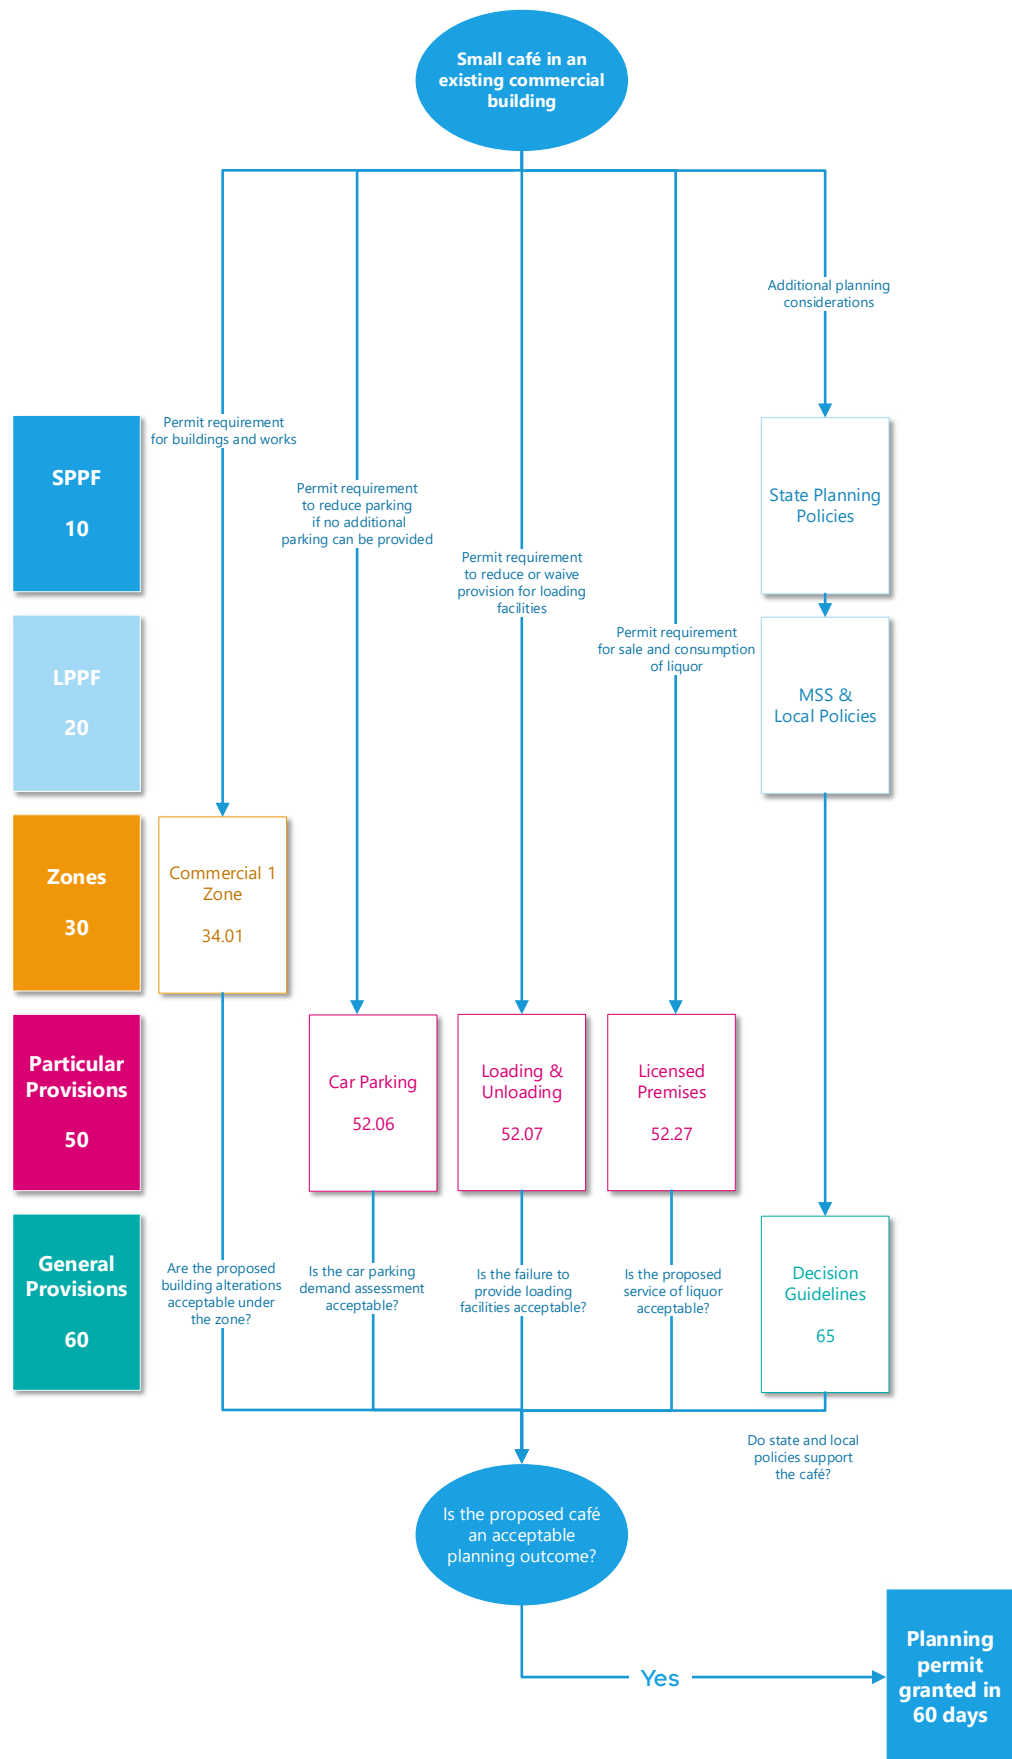 Small café in an
existing commercial
building
Additional planning
considerations
Permit requirement
for buildings and works
Permit requirement
to reduce parking
if no additional
parking can be provided
Permit requirement
to reduce or waive
provision for loading
facilities
Permit requirement
for sale and consumption
of liquor
SPPF
10
State Planning
Policies
LPPF
20
MSS &
Local Policies
Zones
30
Commercial 1
Zone
34.01
Particular
Provisions
50
Car Parking
52.06
Loading &
Unloading
52.07
Licensed
Premises
52.27
General
Provisions
60
Are the proposed
building alterations
acceptable under
the zone?
Is the car parking
demand assessment
acceptable?
Is the failure to
provide loading
facilities acceptable?
Is the proposed
service of liquor
acceptable?
Decision
Guidelines
65
Do state and local
policies support
the café?
Is the proposed café
an acceptable
planning outcome?
Yes
Planning
permit
granted in
60 days